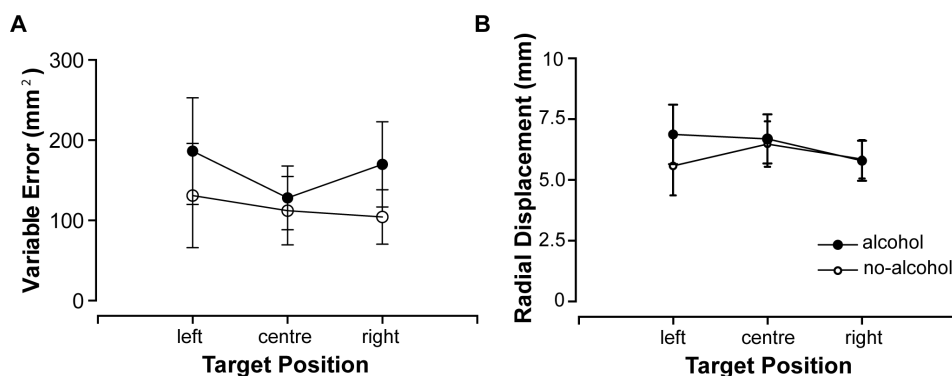 A
Variable Error (mm²)
300
200
100
0
left centre right
Target Position
B
Radial Displacement (mm)
10
7.5
5.0
2.5
0
alcohol
no-alcohol
left centre right
Target Position